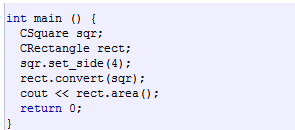 int main () {
  CSquare sqr;
  CRectangle rect;
  sqr.set_side(4);
  rect.convert(sqr);
  cout << rect.area();
  return 0;
}